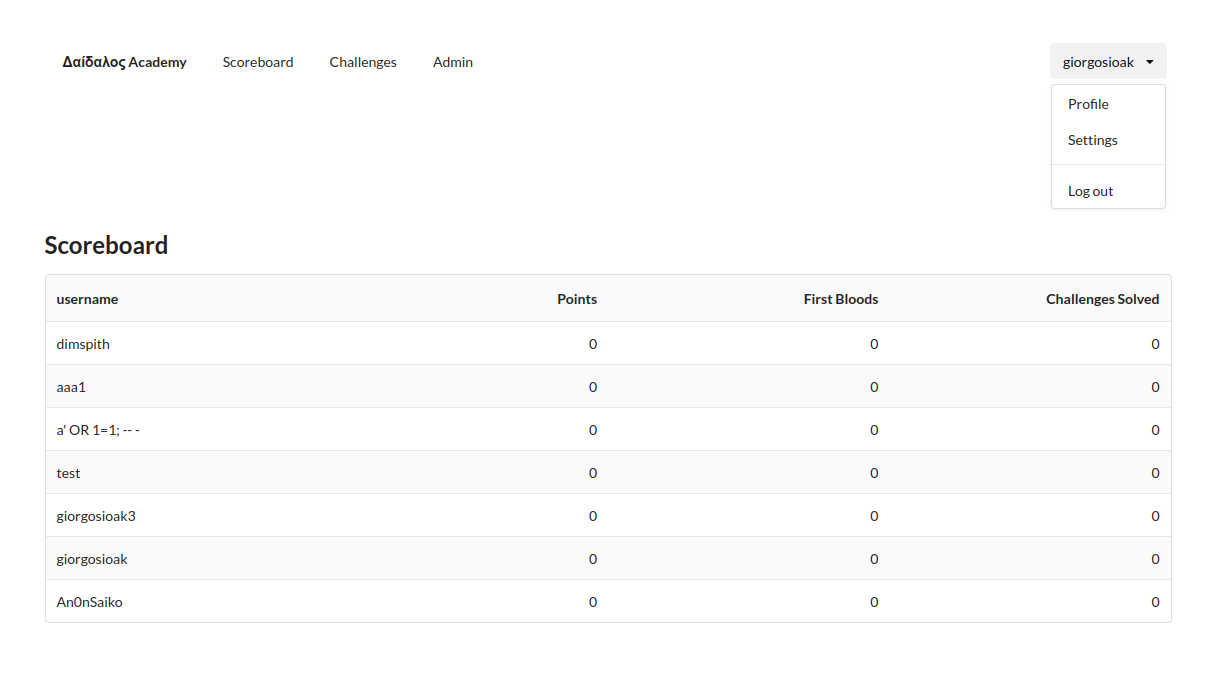 Δαίδαλος Academy Scoreboard Challenges Admin giorgosioak
Profile
Settings
Log out
Scoreboard
username Points First Bloods Challenges Solved
dimspith 0 0 0
aaa1 0 0 0
a' OR 1=1; -- - 0 0 0
test 0 0 0
giorgosioak3 0 0 0
giorgosioak 0 0 0
An0nSaiko 0 0 0